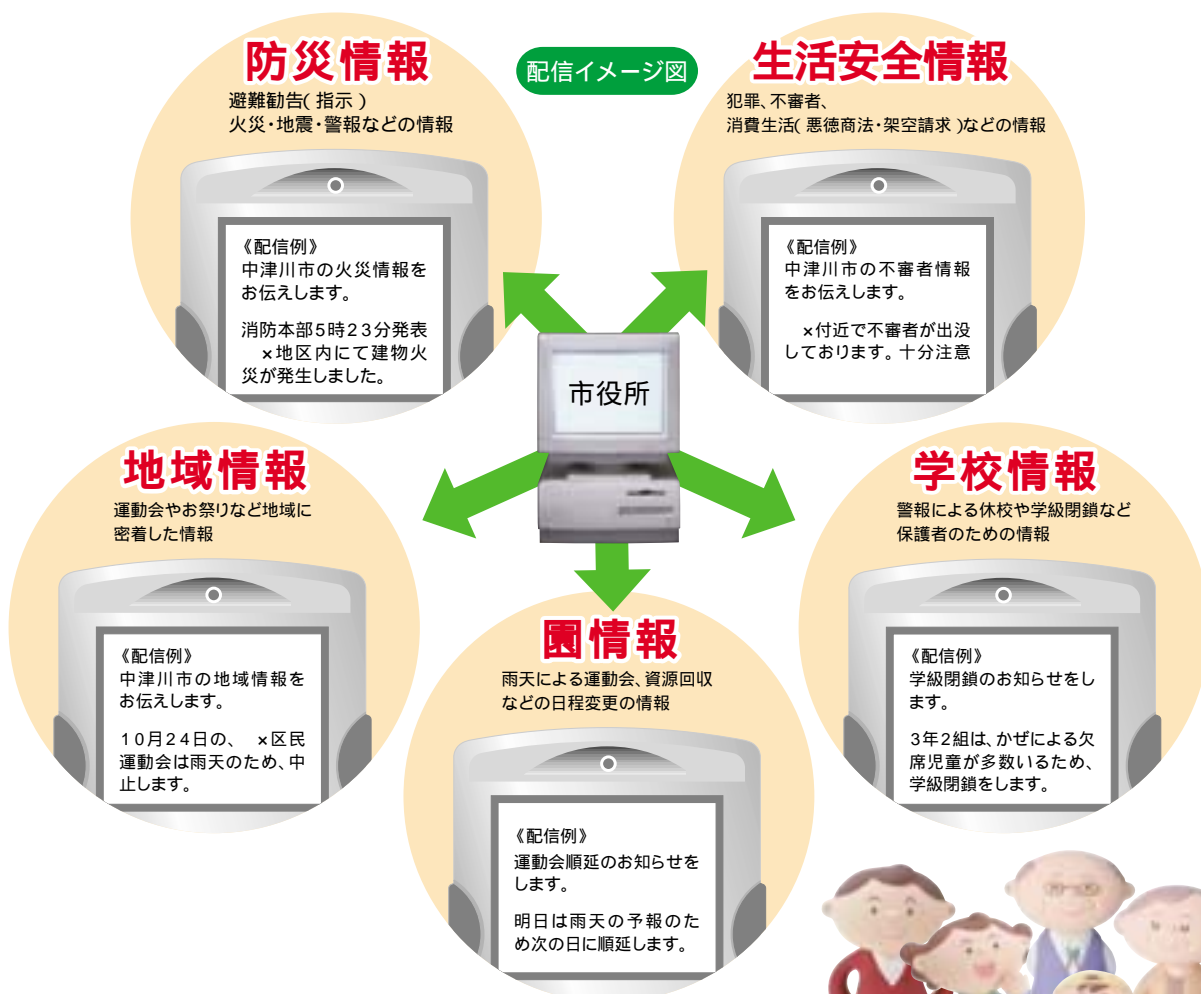 配信イメージ図
防災情報
避難勧告(指示)
火災・地震・警報などの情報
《配信例》
中津川市の火災情報を
お伝えします。
消防本部5時23分発表
×地区内にて建物火
災が発生しました。
生活安全情報
犯罪、不審者、
消費生活(悪徳商法・架空請求)などの情報
《配信例》
中津川市の不審者情報
をお伝えします。
×付近で不審者が出没
しております。十分注意
市役所
地域情報
運動会やお祭りなど地域に
密着した情報
《配信例》
中津川市の地域情報を
お伝えします。
10月24日の、 ×区民
運動会は雨天のため、中
止します。
園情報
雨天による運動会、資源回収
などの日程変更の情報
《配信例》
運動会順延のお知らせを
します。
明日は雨天の予報のた
め次の日に順延します。
学校情報
警報による休校や学級閉鎖など
保護者のための情報
《配信例》
学級閉鎖のお知らせをし
ます。
3年2組は、かぜによる欠
席児童が多数いるため、
学級閉鎖をします。